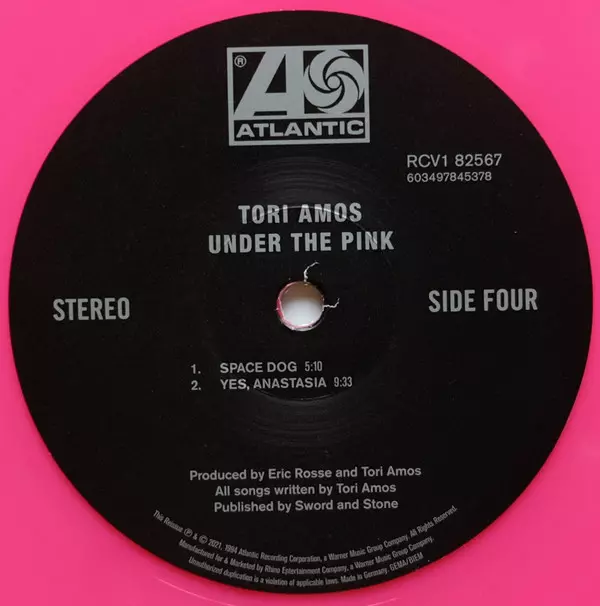 ®
ATLANTIC
RCV1 82567
603497845378
TORI AMOS
UNDER THE PINK
STEREO
SIDE FOUR
1. SPACE DOG 5:10
2. YES, ANASTASIA 9:33
Produced by Eric Rosse and Tori Amos
All songs written by Tori Amos
Published by Sword and Stone
This Reissue ℗ & © 2021, 1994 Atlantic Recording Corporation, a Warner Music Group Company. All Rights Reserved.
Manufactured for & Marketed by Rhino Entertainment Company, a Warner Music Group Company.
Unauthorized duplication is a violation of applicable laws. Made in Germany. GEMA/BIEM